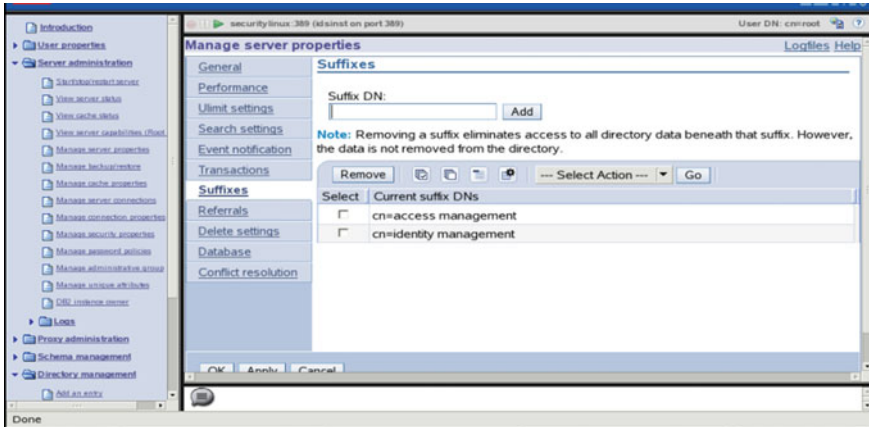 Introduction
User properties
Server administration
Start/stop/restart server
View server status
View cache status
View server capabilities (Root
Manage server properties
Manage backup/restore
Manage cache properties
Manage server connections
Manage connection properties
Manage security properties
Manage password policies
Manage administrative group
Manage unique attributes
DB2 instance owner
Logs
Proxy administration
Schema management
Directory management
Add an entry
Done
securitylinux:389 (idsinst on port 389)
User DN: cn=root
Manage server properties
Logfiles Help
General
Performance
Ulimit settings
Search settings
Event notification
Transactions
Suffixes
Referrals
Delete settings
Database
Conflict resolution
Suffixes
Suffix DN:
Add
Note: Removing a suffix eliminates access to all directory data beneath that suffix. However,
the data is not removed from the directory.
Remove
--- Select Action ---
Go
Select Current suffix DNs
cn=access management
cn=identity management
OK Apply Cancel